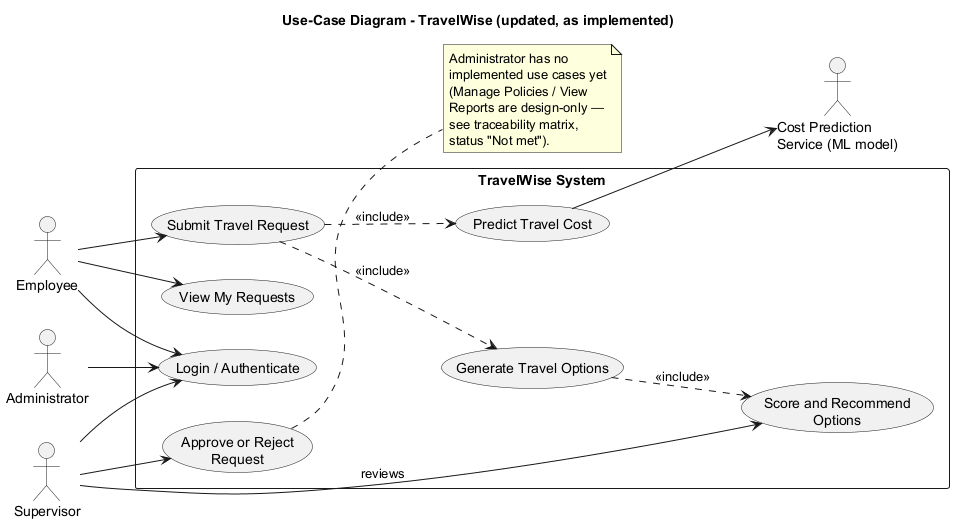 Use-Case Diagram - TravelWise (updated, as implemented)
Administrator has no
implemented use cases yet
(Manage Policies / View
Reports are design-only —
see traceability matrix,
status "Not met").
Cost Prediction
Service (ML model)
TravelWise System
Submit Travel Request
«include»
Predict Travel Cost
Employee
«include»
View My Requests
Login / Authenticate
Generate Travel Options
«include»
Administrator
Score and Recommend
Options
Approve or Reject
Request
reviews
Supervisor